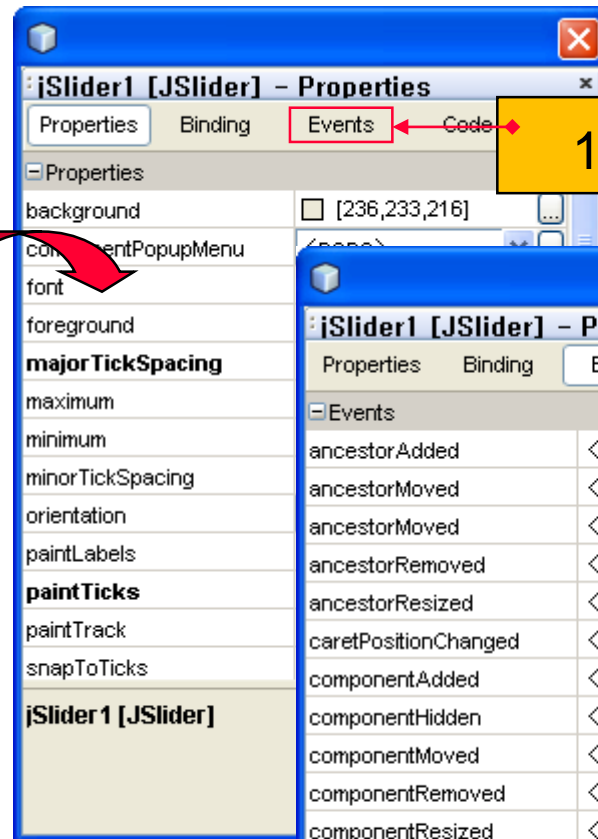 jSlider1 [JSlider] – Properties
Properties Binding Events Code
1
Properties
background [236,233,216] ...
font
foreground
majorTickSpacing
maximum
minimum
minorTickSpacing
orientation
paintLabels
paintTicks
paintTrack
snapToTicks
jSlider1 [JSlider]
jSlider1 [JSlider] – P
Properties Binding E
Events
ancestorAdded <
ancestorMoved <
ancestorMoved <
ancestorRemoved <
ancestorResized <
caretPositionChanged <
componentAdded <
componentHidden <
componentMoved <
componentRemoved <
componentResized <